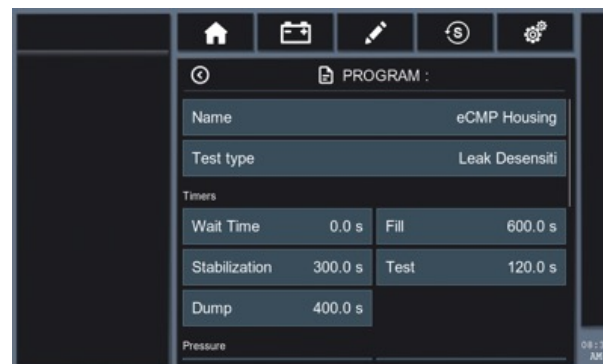 S
PROGRAM :
Name eCMP Housing
Test type Leak Desensiti
Timers
Wait Time 0.0 s Fill 600.0 s
Stabilization 300.0 s Test 120.0 s
Dump 400.0 s
Pressure
AM